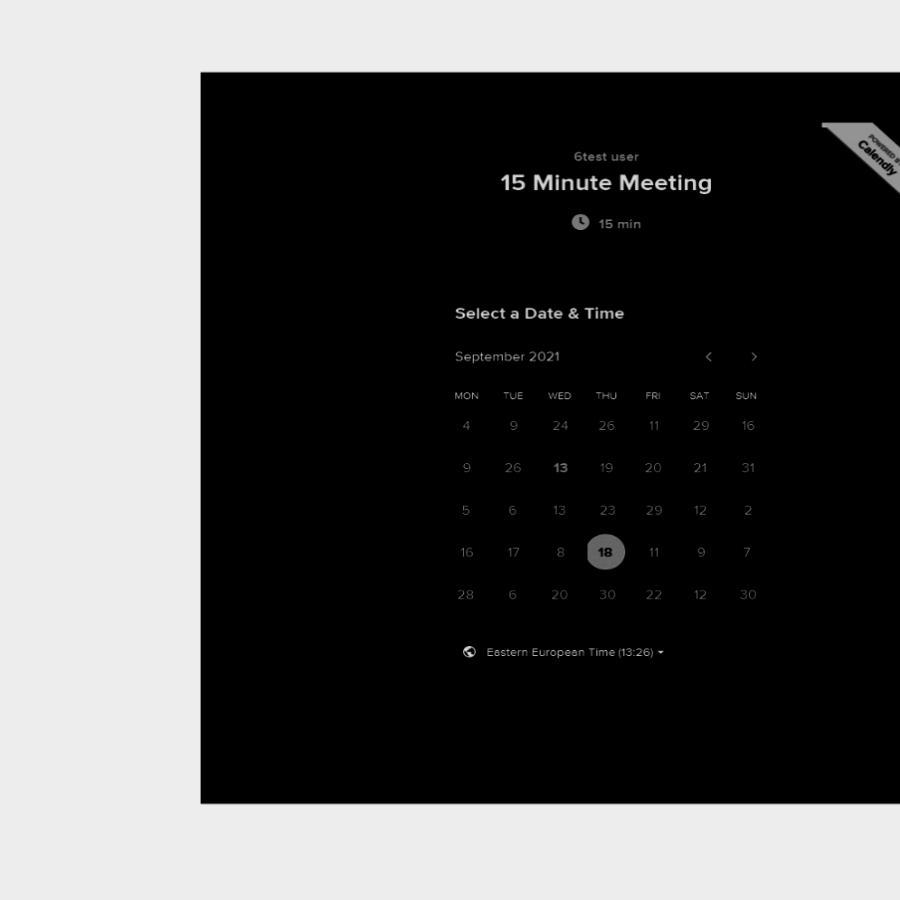 POWERED BY
Calendly
6test user
15 Minute Meeting
15 min
Select a Date & Time
September 2021
MON TUE WED THU FRI SAT SUN
4 9 24 26 11 29 16
9 26 13 19 20 21 31
5 6 13 23 29 12 2
16 17 8 18 11 9 7
28 6 20 30 22 12 30
Eastern European Time (13:26)